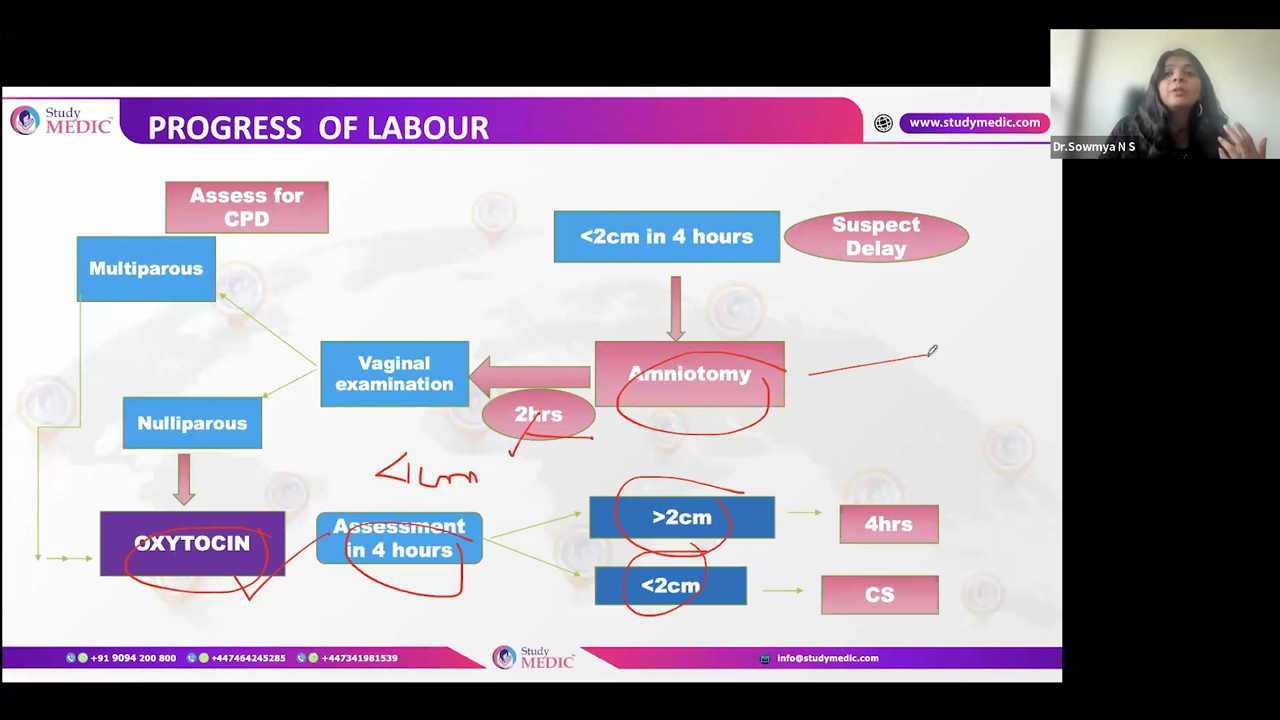 Study
MEDIC
PROGRESS OF LABOUR
www.studymedic.com
Dr.Sowmya N S
Assess for
CPD
Multiparous
<2cm in 4 hours
Suspect
Delay
Vaginal
examination
Amniotomy
2hrs
Nulliparous
<1cm
OXYTOCIN
Assessment
in 4 hours
>2cm
4hrs
<2cm
CS
+91 9094 200 800
+447464245285
+447341981539
Study
MEDIC
info@studymedic.com